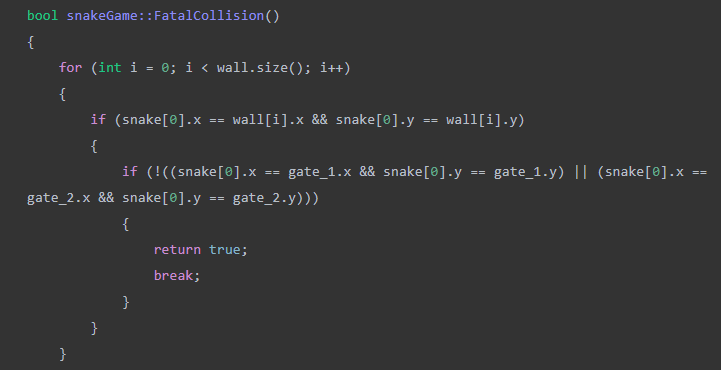 bool snakeGame::FatalCollision()
{
    for (int i = 0; i < wall.size(); i++)
    {
        if (snake[0].x == wall[i].x && snake[0].y == wall[i].y)
        {
            if (!((snake[0].x == gate_1.x && snake[0].y == gate_1.y) || (snake[0].x ==
gate_2.x && snake[0].y == gate_2.y)))
            {
                return true;
                break;
            }
        }
    }